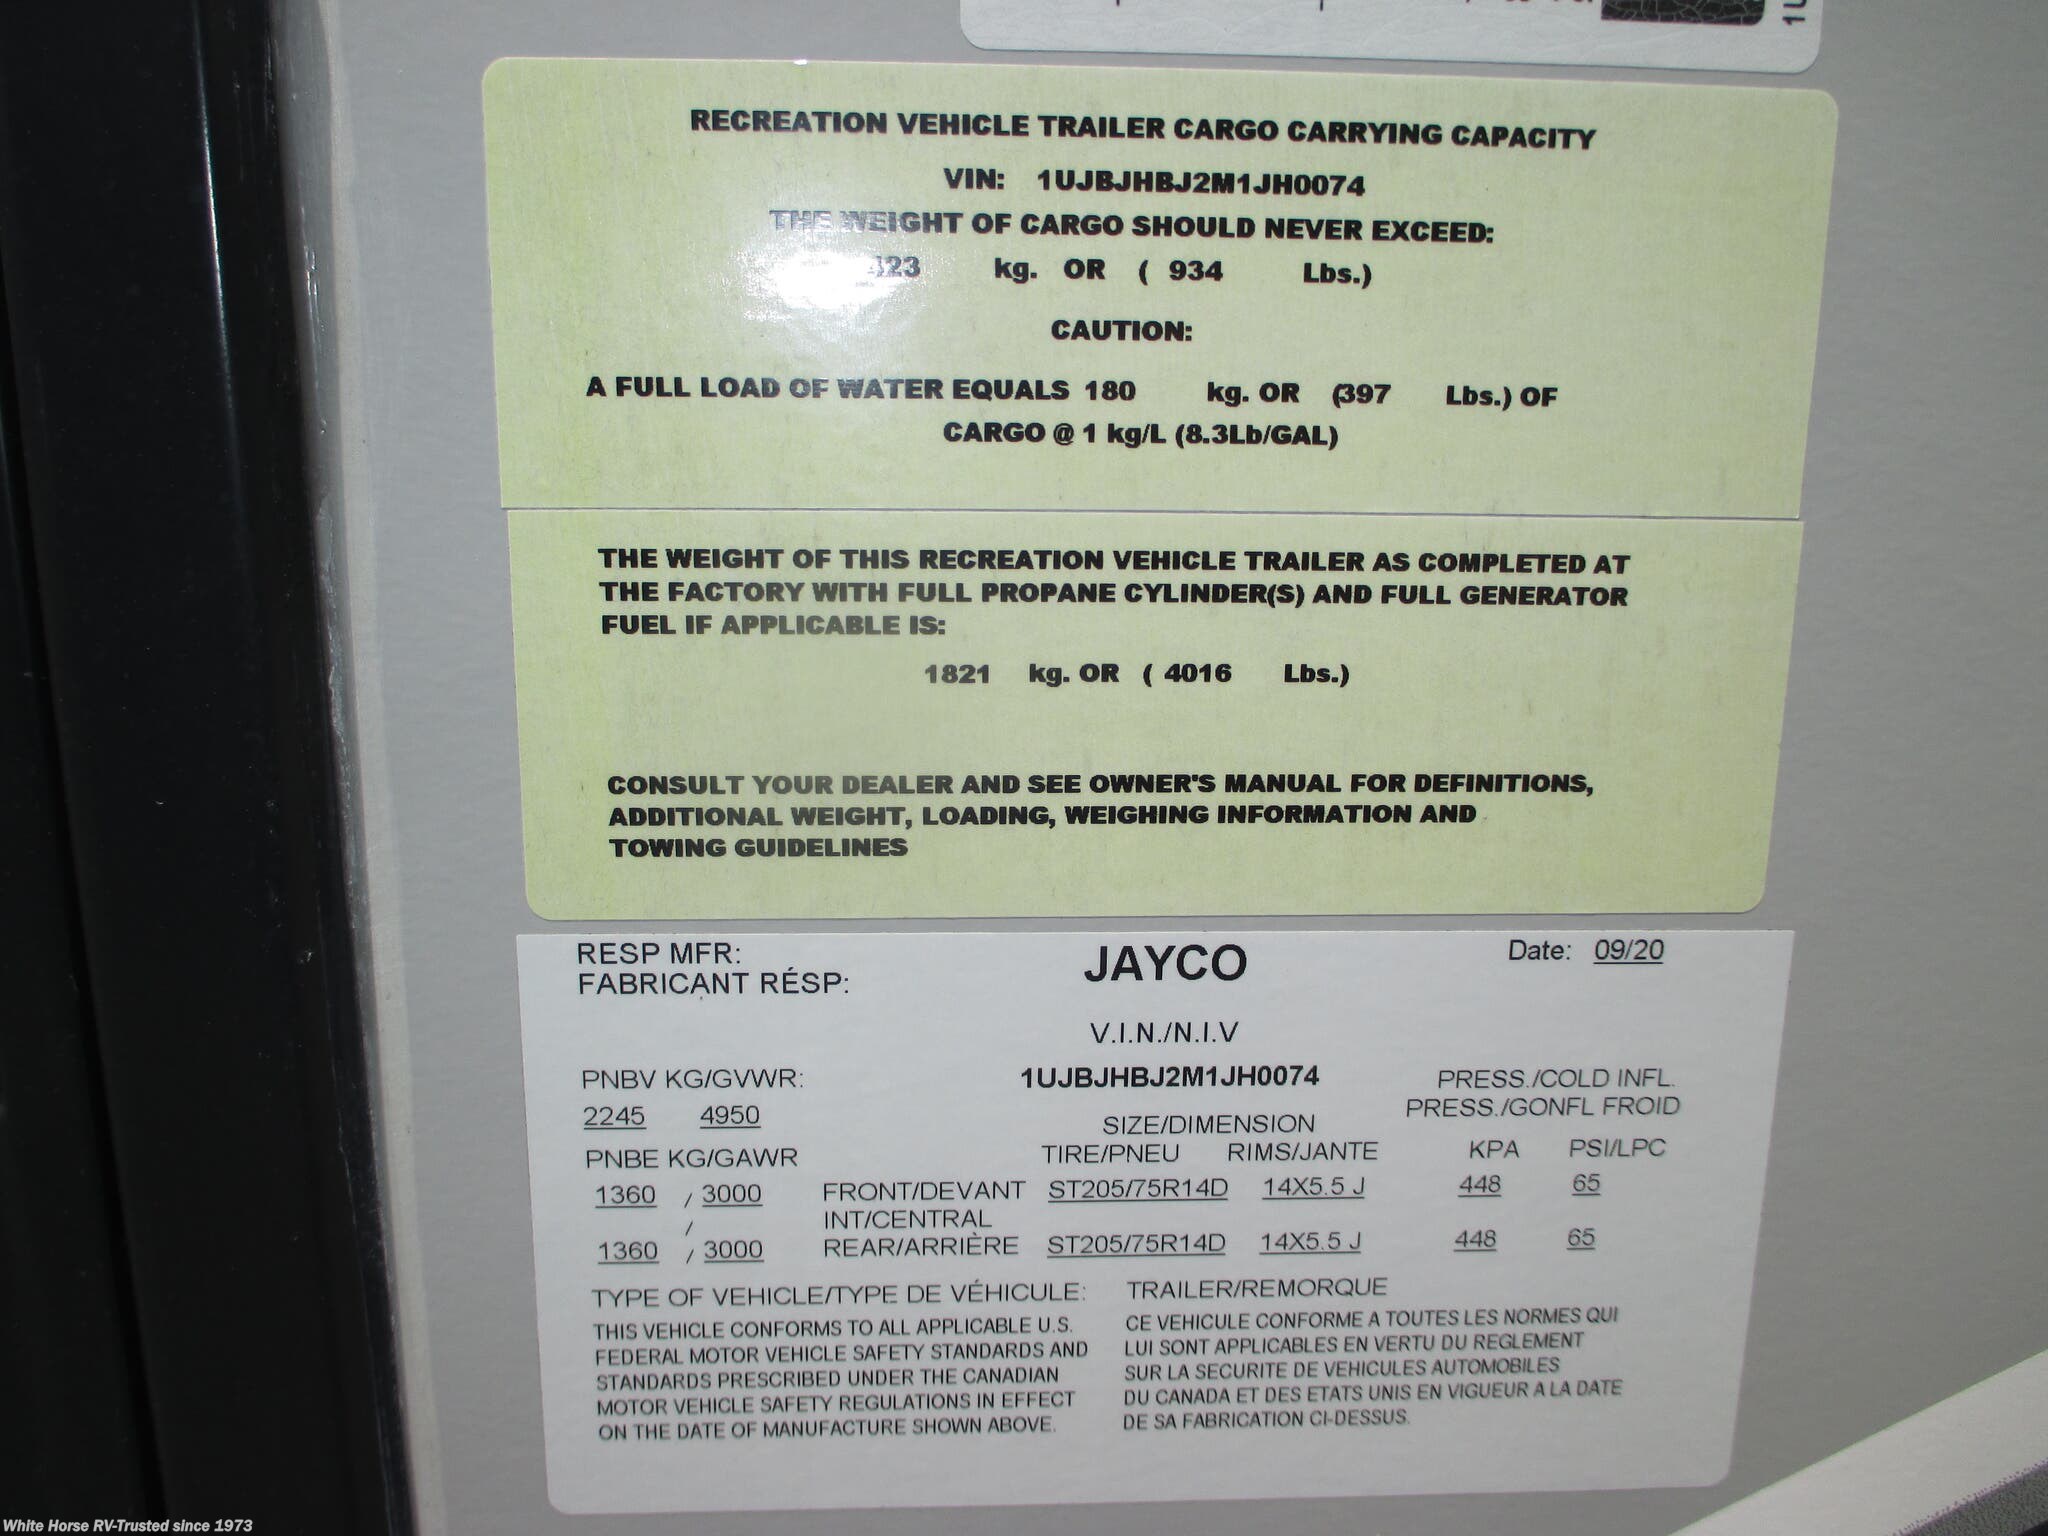 1U
RECREATION VEHICLE TRAILER CARGO CARRYING CAPACITY
VIN: 1UJBJHBJ2M1JH0074
THE WEIGHT OF CARGO SHOULD NEVER EXCEED:
423 kg. OR ( 934 Lbs.)
CAUTION:
A FULL LOAD OF WATER EQUALS 180 kg. OR (397 Lbs.) OF
CARGO @ 1 kg/L (8.3Lb/GAL)
THE WEIGHT OF THIS RECREATION VEHICLE TRAILER AS COMPLETED AT
THE FACTORY WITH FULL PROPANE CYLINDER(S) AND FULL GENERATOR
FUEL IF APPLICABLE IS:
1821 kg. OR ( 4016 Lbs.)
CONSULT YOUR DEALER AND SEE OWNER'S MANUAL FOR DEFINITIONS,
ADDITIONAL WEIGHT, LOADING, WEIGHING INFORMATION AND
TOWING GUIDELINES
RESP MFR: JAYCO Date: 09/20
FABRICANT RÉSP:
V.I.N./N.I.V
PNBV KG/GVWR: 1UJBJHBJ2M1JH0074 PRESS./COLD INFL.
2245 4950 SIZE/DIMENSION PRESS./GONFL FROID
PNBE KG/GAWR TIRE/PNEU RIMS/JANTE KPA PSI/LPC
1360 / 3000 FRONT/DEVANT ST205/75R14D 14X5.5 J 448 65
/ INT/CENTRAL
1360 / 3000 REAR/ARRIÈRE ST205/75R14D 14X5.5 J 448 65
TYPE OF VEHICLE/TYPE DE VÉHICULE: TRAILER/REMORQUE
THIS VEHICLE CONFORMS TO ALL APPLICABLE U.S.
FEDERAL MOTOR VEHICLE SAFETY STANDARDS AND
STANDARDS PRESCRIBED UNDER THE CANADIAN
MOTOR VEHICLE SAFETY REGULATIONS IN EFFECT
ON THE DATE OF MANUFACTURE SHOWN ABOVE.
CE VEHICULE CONFORME A TOUTES LES NORMES QUI
LUI SONT APPLICABLES EN VERTU DU REGLEMENT
SUR LA SECURITE DE VEHICULES AUTOMOBILES
DU CANADA ET DES ETATS UNIS EN VIGUEUR A LA DATE
DE SA FABRICATION CI-DESSUS.
White Horse RV-Trusted since 1973